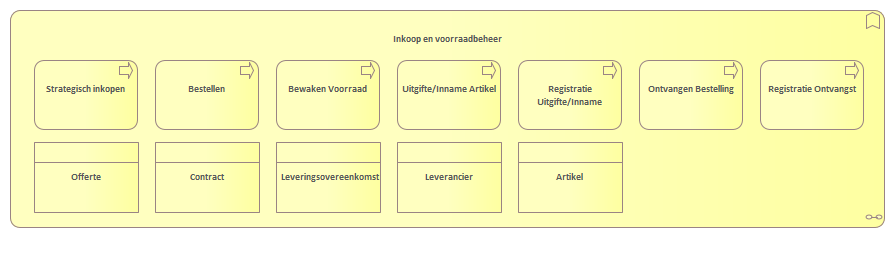 Inkoop en voorraadbeheer
Strategisch inkopen
Bestellen
Bewaken Voorraad
Uitgifte/Inname Artikel
Registratie
Uitgifte/Inname
Ontvangen Bestelling
Registratie Ontvangst
Offerte
Contract
Leveringsovereenkomst
Leverancier
Artikel